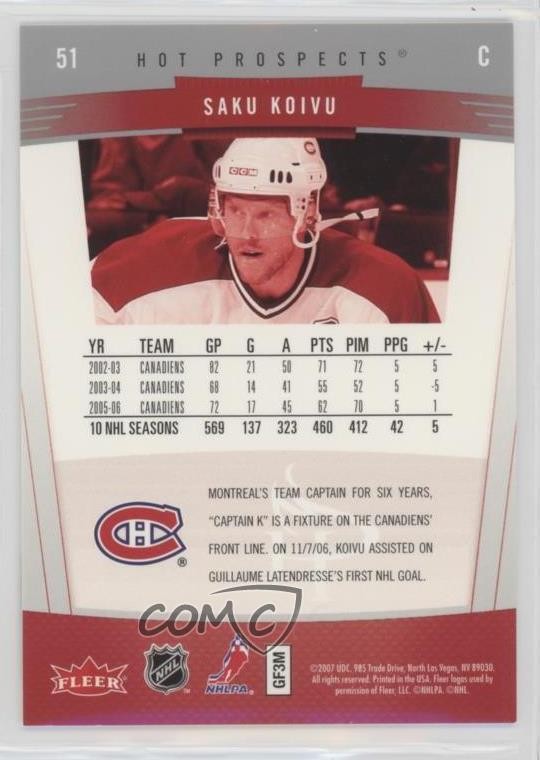 51 HOT PROSPECTS® C
SAKU KOIVU
CCM
YR TEAM GP G A PTS PIM PPG +/-
2002-03 CANADIENS 82 21 50 71 72 5 5
2003-04 CANADIENS 68 14 41 55 52 5 -5
2005-06 CANADIENS 72 17 45 62 70 5 1
10 NHL SEASONS 569 137 323 460 412 42 5
MONTREAL'S TEAM CAPTAIN FOR SIX YEARS,
"CAPTAIN K" IS A FIXTURE ON THE CANADIENS'
FRONT LINE. ON 11/7/06, KOIVU ASSISTED ON
GUILLAUME LATENDRESSE'S FIRST NHL GOAL.
®
COMC
FLEER
NHL
NHLPA
GF3M
©2007 UDC. 985 Trade Drive, North Las Vegas, NV 89030.
All rights reserved. Printed in the USA. Fleer logos used by
permission of Fleer, LLC. ©NHLPA. ©NHL.